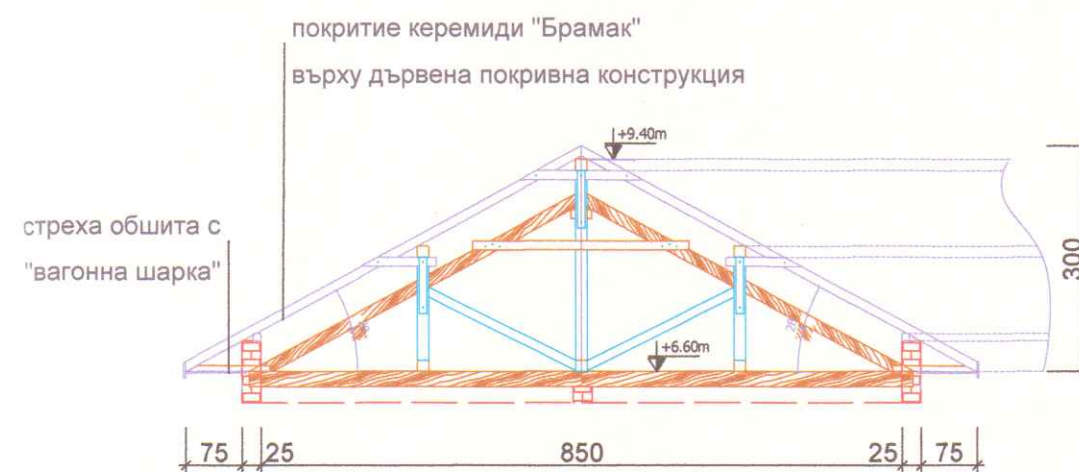 покритие керемиди "Брамак"
върху дървена покривна конструкция
+9.40m
стреха обшита с
"вагонна шарка"
300
+6.60m
75 25 850 25 75